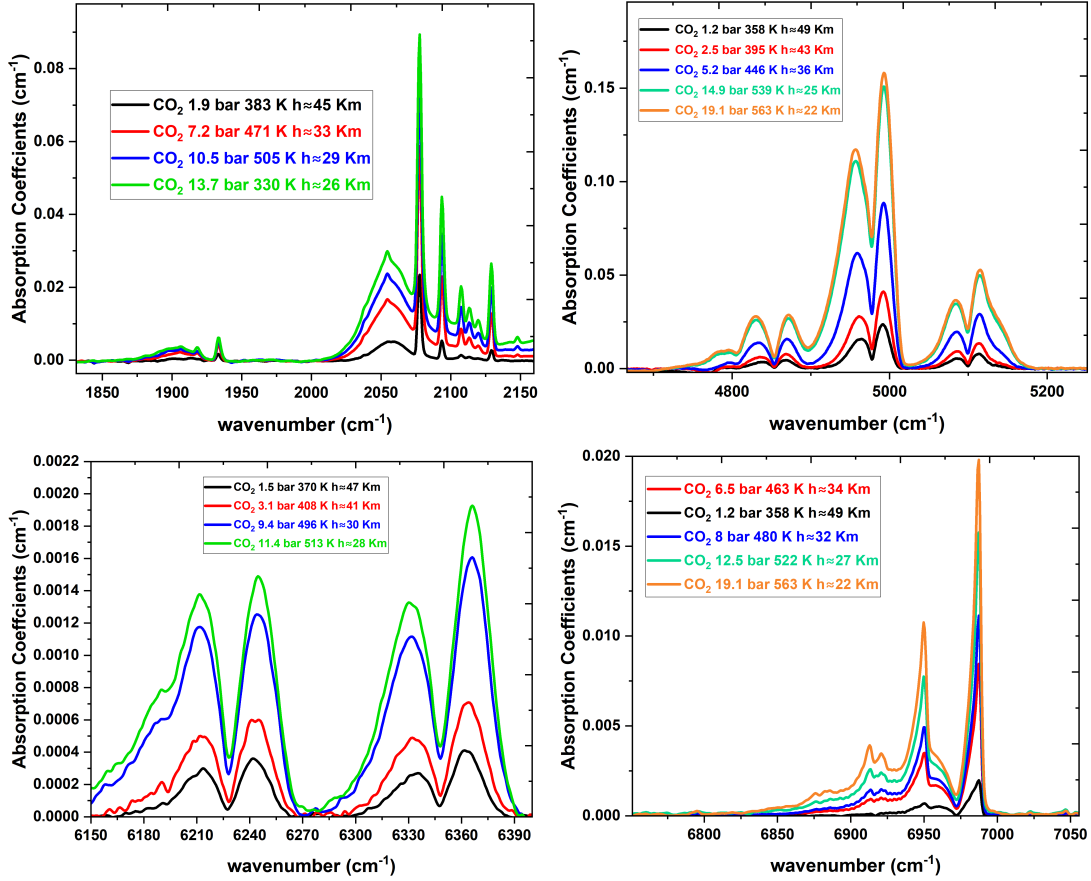 Absorption Coeffcients (cm-1)
0.08
0.06
0.04
0.02
0.00
CO2 1.9 bar 383 K h≈45 Km
CO2 7.2 bar 471 K h≈33 Km
CO2 10.5 bar 505 K h≈29 Km
CO2 13.7 bar 330 K h≈26 Km
1850 1900 1950 2000 2050 2100 2150
wavenumber (cm-1)
Absorption Coefficients (cm-1)
0.15
0.10
0.05
0.00
CO2 1.2 bar 358 K h≈49 Km
CO2 2.5 bar 395 K h≈43 Km
CO2 5.2 bar 446 K h≈36 Km
CO2 14.9 bar 539 K h≈25 Km
CO2 19.1 bar 563 K h≈22 Km
4800 5000 5200
wavenumber (cm-1)
Absorption Coefficients (cm-1)
0.0022
0.0020
0.0018
0.0016
0.0014
0.0012
0.0010
0.0008
0.0006
0.0004
0.0002
0.0000
CO2 1.5 bar 370 K h≈47 Km
CO2 3.1 bar 408 K h≈41 Km
CO2 9.4 bar 496 K h≈30 Km
CO2 11.4 bar 513 K h≈28 Km
6150 6180 6210 6240 6270 6300 6330 6360 6390
wavenumber (cm-1)
Absorption Coefficients (cm-1)
0.020
0.015
0.010
0.005
0.000
CO2 6.5 bar 463 K h≈34 Km
CO2 1.2 bar 358 K h≈49 Km
CO2 8 bar 480 K h≈32 Km
CO2 12.5 bar 522 K h≈27 Km
CO2 19.1 bar 563 K h≈22 Km
6800 6850 6900 6950 7000 7050
wavenumber (cm-1)